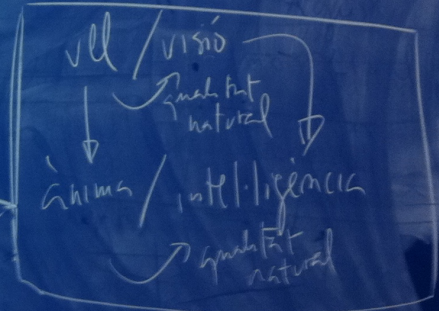 ull / visió
qualitat
natural
ànima / intel·ligència
qualitat
natural